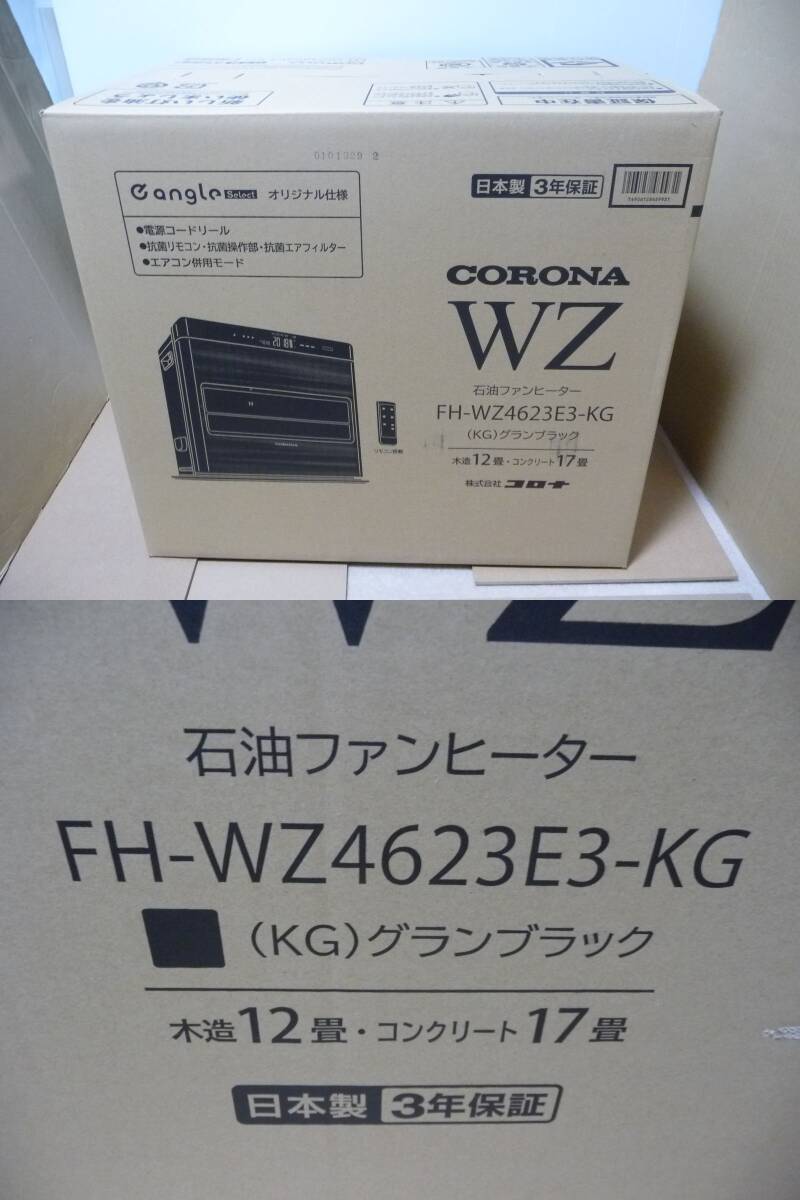 保証書在中
0101329 2
e angle Select オリジナル仕様
●電源コードリール
●抗菌リモコン・抗菌操作部・抗菌エアフィルター
●エアコン併用モード
日本製 3年保証
CORONA
WZ
石油ファンヒーター
FH-WZ4623E3-KG
(KG)グランブラック
木造12畳・コンクリート17畳
株式会社 コロナ
CORONA
WZ
石油ファンヒーター
FH-WZ4623E3-KG
(KG)グランブラック
木造12畳・コンクリート17畳
日本製 3年保証